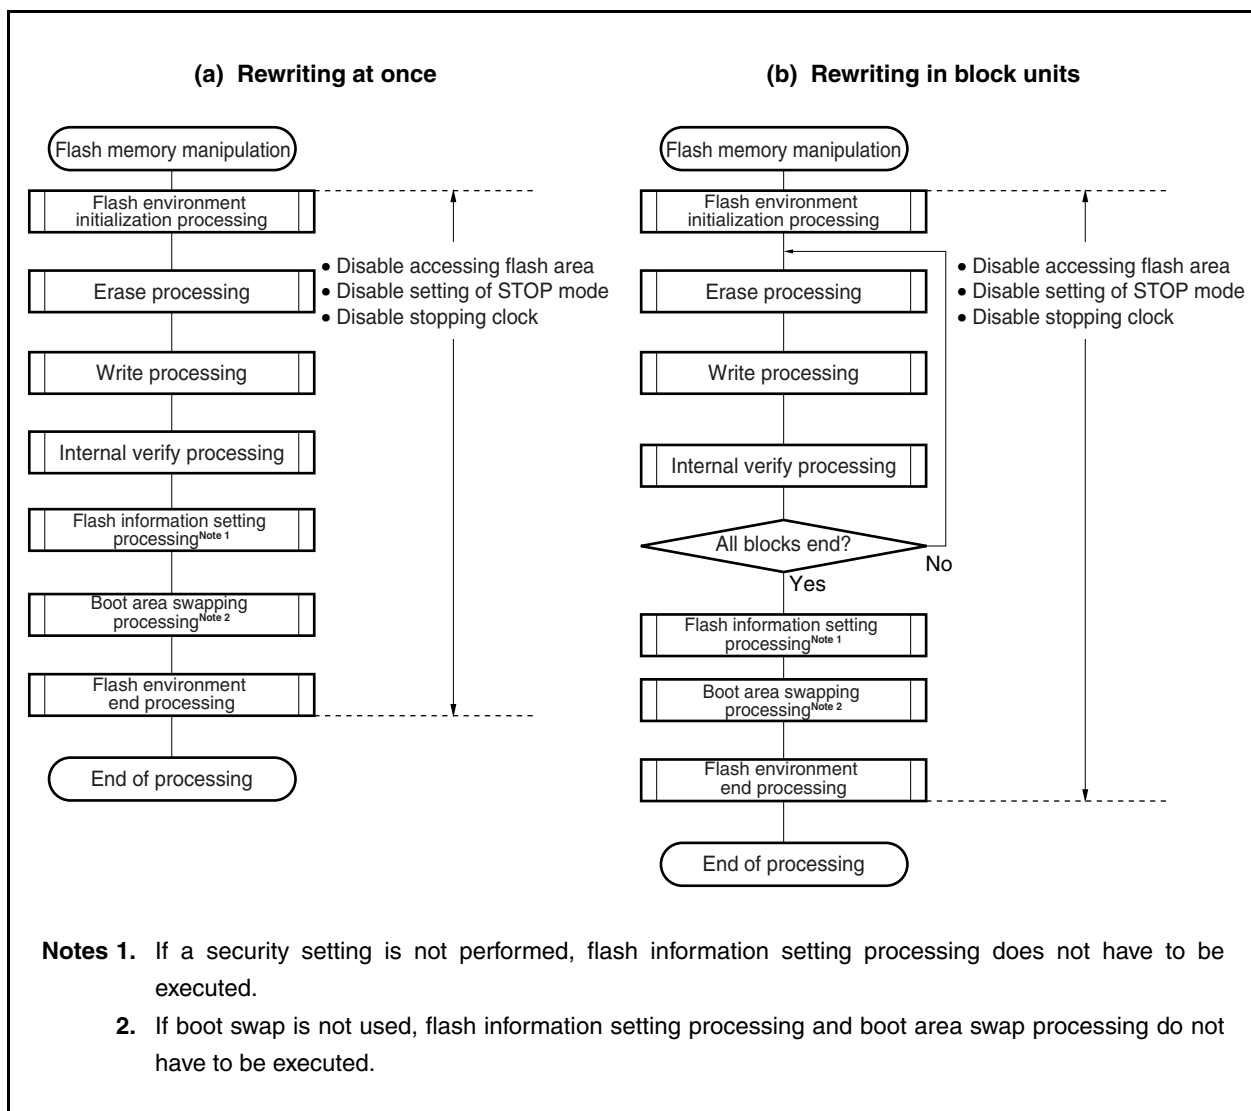 (a) Rewriting at once
Flash memory manipulation
Flash environment
initialization processing
• Disable accessing flash area
• Disable setting of STOP mode
• Disable stopping clock
Erase processing
Write processing
Internal verify processing
Flash information setting
processingNote 1
Boot area swapping
processingNote 2
Flash environment
end processing
End of processing
(b) Rewriting in block units
Flash memory manipulation
Flash environment
initialization processing
• Disable accessing flash area
• Disable setting of STOP mode
• Disable stopping clock
Erase processing
Write processing
Internal verify processing
All blocks end?
No
Yes
Flash information setting
processingNote 1
Boot area swapping
processingNote 2
Flash environment
end processing
End of processing
Notes 1. If a security setting is not performed, flash information setting processing does not have to be
executed.
2. If boot swap is not used, flash information setting processing and boot area swap processing do not
have to be executed.